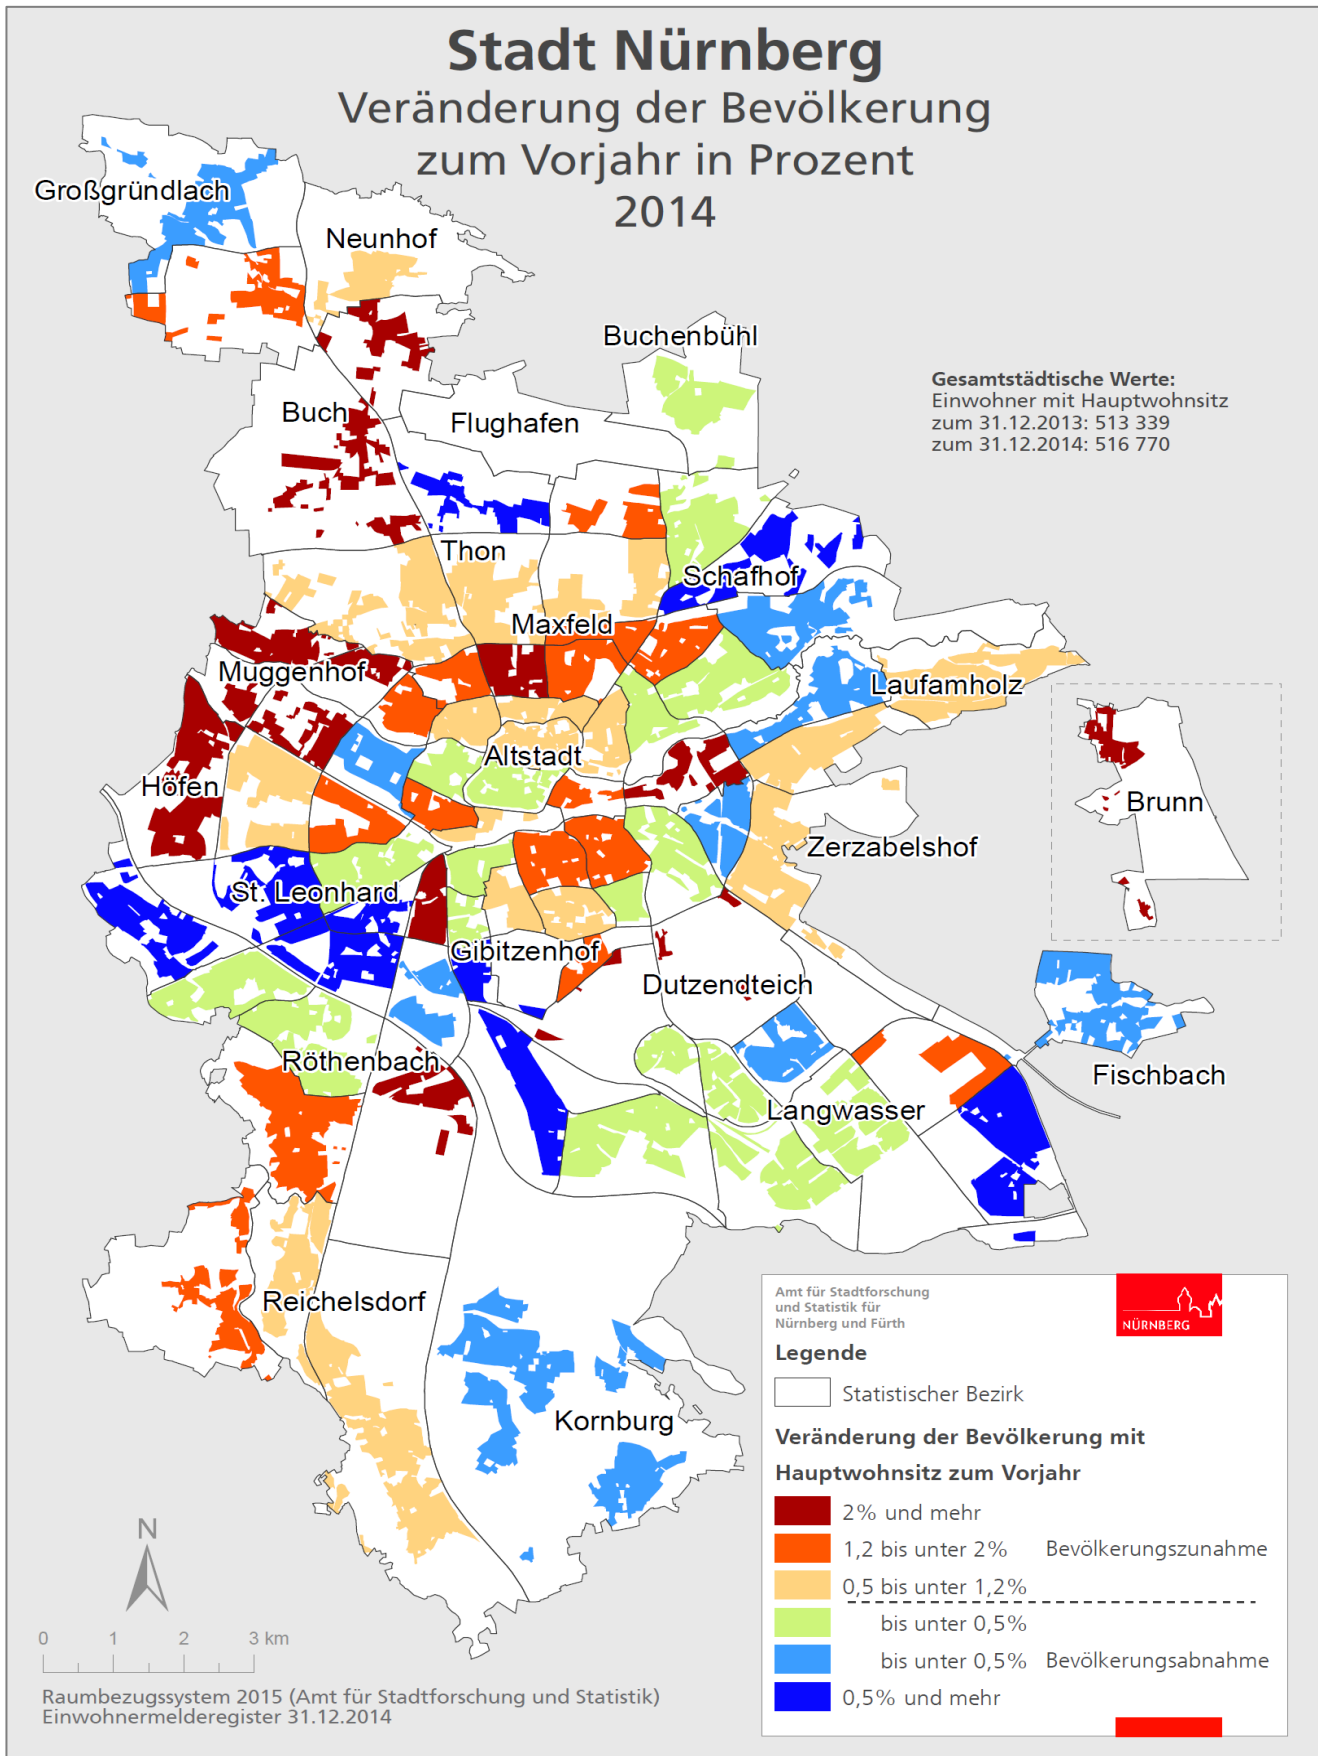 Stadt Nürnberg
Veränderung der Bevölkerung
zum Vorjahr in Prozent
2014
Großgründlach
Neunhof
Buchenbühl
Gesamtstädtische Werte:
Einwohner mit Hauptwohnsitz
zum 31.12.2013: 513 339
zum 31.12.2014: 516 770
Buch
Flughafen
Thon
Schafhof
Maxfeld
Muggenhof
Laufamholz
Altstadt
Höfen
Brunn
Zerzabelshof
St. Leonhard
Gibitzenhof
Dutzendteich
Röthenbach
Fischbach
Langwasser
Reichelsdorf
Kornburg
Amt für Stadtforschung
und Statistik für
Nürnberg und Fürth
NÜRNBERG
Legende
Statistischer Bezirk
Veränderung der Bevölkerung mit
Hauptwohnsitz zum Vorjahr
2% und mehr
1,2 bis unter 2% Bevölkerungszunahme
0,5 bis unter 1,2%
bis unter 0,5%
bis unter 0,5% Bevölkerungsabnahme
0,5% und mehr
N
0 1 2 3 km
Raumbezugssystem 2015 (Amt für Stadtforschung und Statistik)
Einwohnermelderegister 31.12.2014